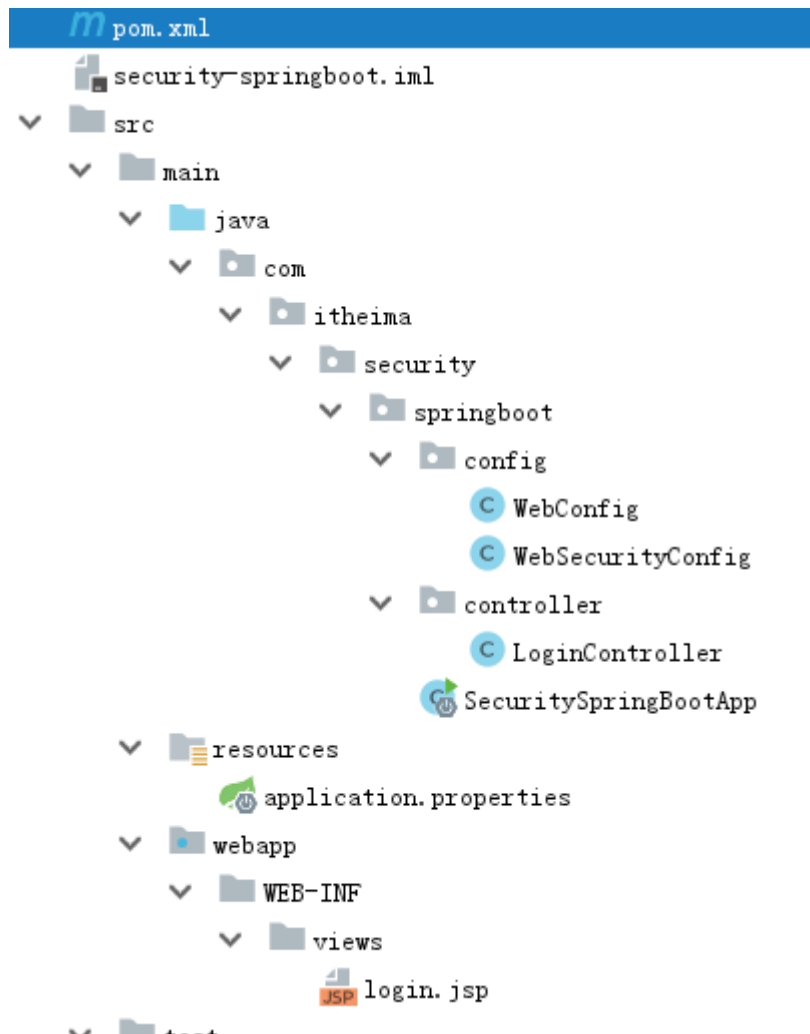 pom.xml
security-springboot.iml
src
main
java
com
itheima
security
springboot
config
C WebConfig
C WebSecurityConfig
controller
C LoginController
SecuritySpringBootApp
resources
application.properties
webapp
WEB-INF
views
JSP login.jsp